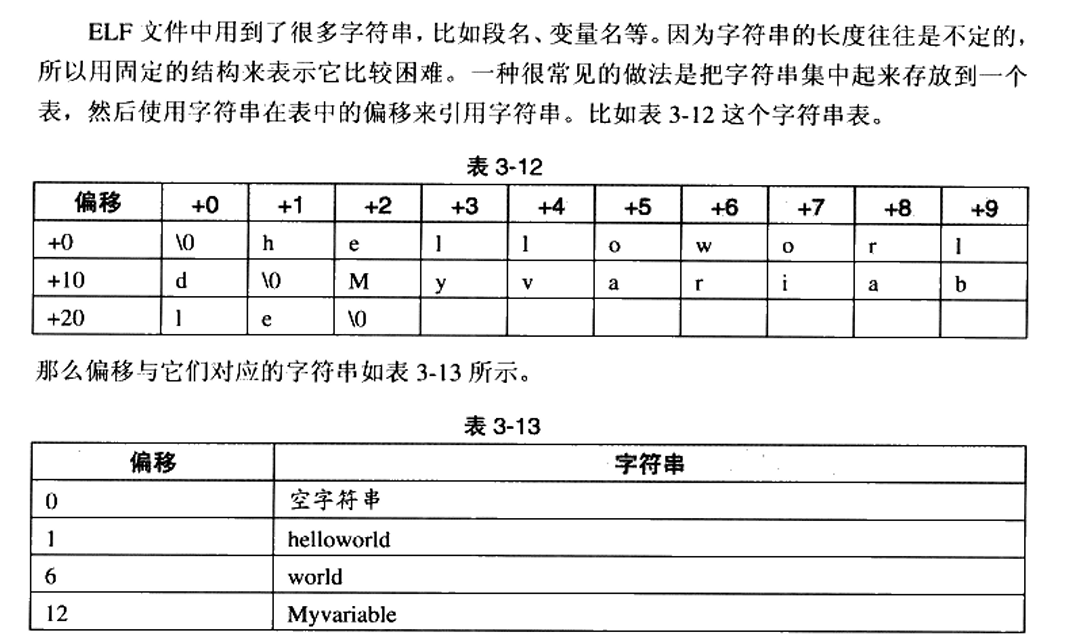 ELF 文件中用到了很多字符串，比如段名、变量名等。因为字符串的长度往往是不定的，
所以用固定的结构来表示它比较困难。一种很常见的做法是把字符串集中起来存放到一个
表，然后使用字符串在表中的偏移来引用字符串。比如表 3-12 这个字符串表。
表 3-12
偏移 +0 +1 +2 +3 +4 +5 +6 +7 +8 +9
+0 \0 h e l l o w o r l
+10 d \0 M y v a r i a b
+20 l e \0
那么偏移与它们对应的字符串如表 3-13 所示。
表 3-13
偏移 字符串
0 空字符串
1 helloworld
6 world
12 Myvariable